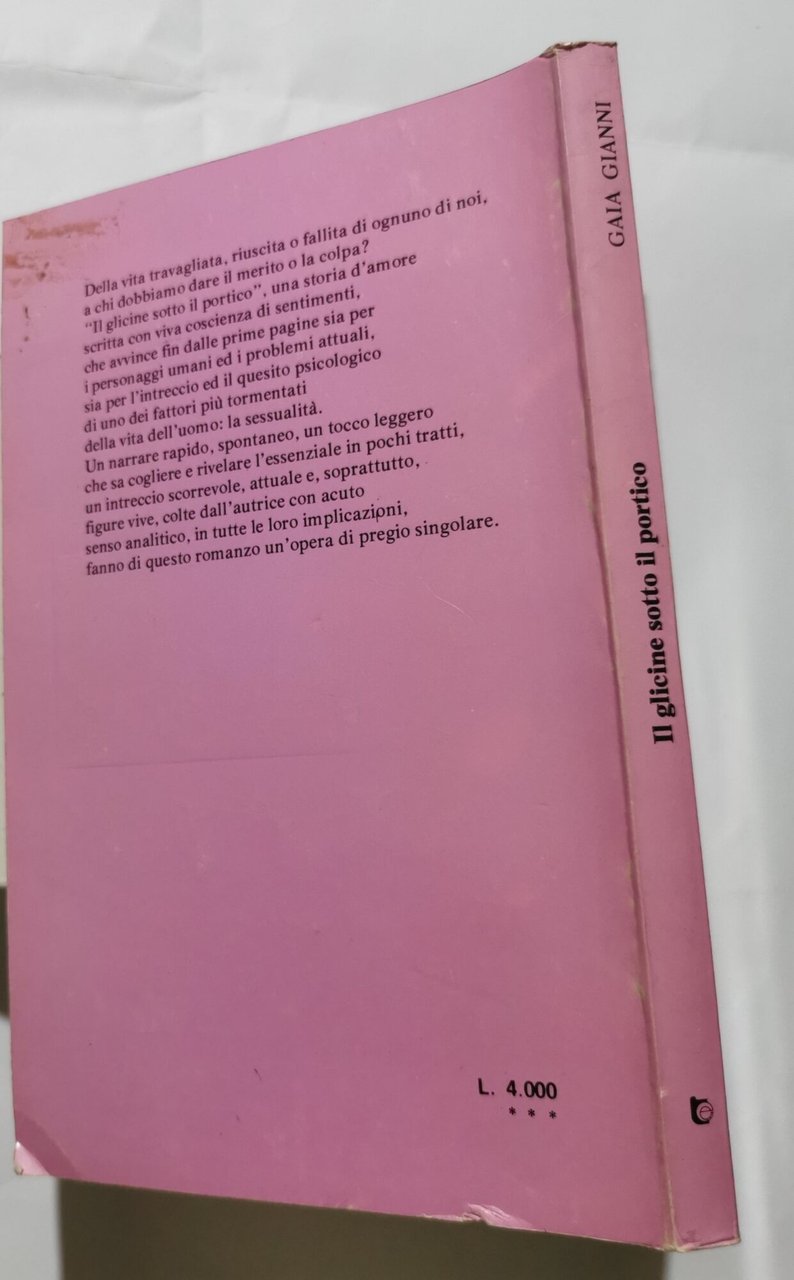 Della vita travagliata, riuscita o fallita di ognuno di noi,
a chi dobbiamo dare il merito o la colpa?
“Il glicine sotto il portico”, una storia d’amore
scritta con viva coscienza di sentimenti,
che avvince fin dalle prime pagine sia per
i personaggi umani ed i problemi attuali,
sia per l’intreccio ed il quesito psicologico
di uno dei fattori più tormentati
della vita dell’uomo: la sessualità.
Un narrare rapido, spontaneo, un tocco leggero
che sa cogliere e rivelare l’essenziale in pochi tratti,
un intreccio scorrevole, attuale e, soprattutto,
figure vive, colte dall’autrice con acuto
senso analitico, in tutte le loro implicazioni,
fanno di questo romanzo un’opera di pregio singolare.
L. 4.000
* * *
GAIA GIANNI
Il glicine sotto il portico